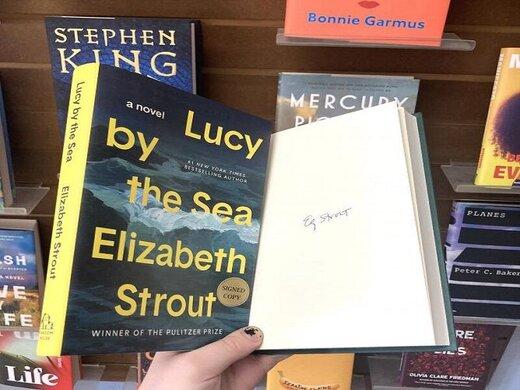 Bonnie Garmus
STEPHEN
KING
MERCURY
Lucy by the Sea
Elizabeth Strout
a novel
Lucy
#1 NEW YORK TIMES
BESTSELLING AUTHOR
by
the Sea
Elizabeth
Strout
SIGNED
COPY
WINNER OF THE PULITZER PRIZE
PLANES
Peter C. Baker
OLIVIA CLARE FRIEDMAN
Life